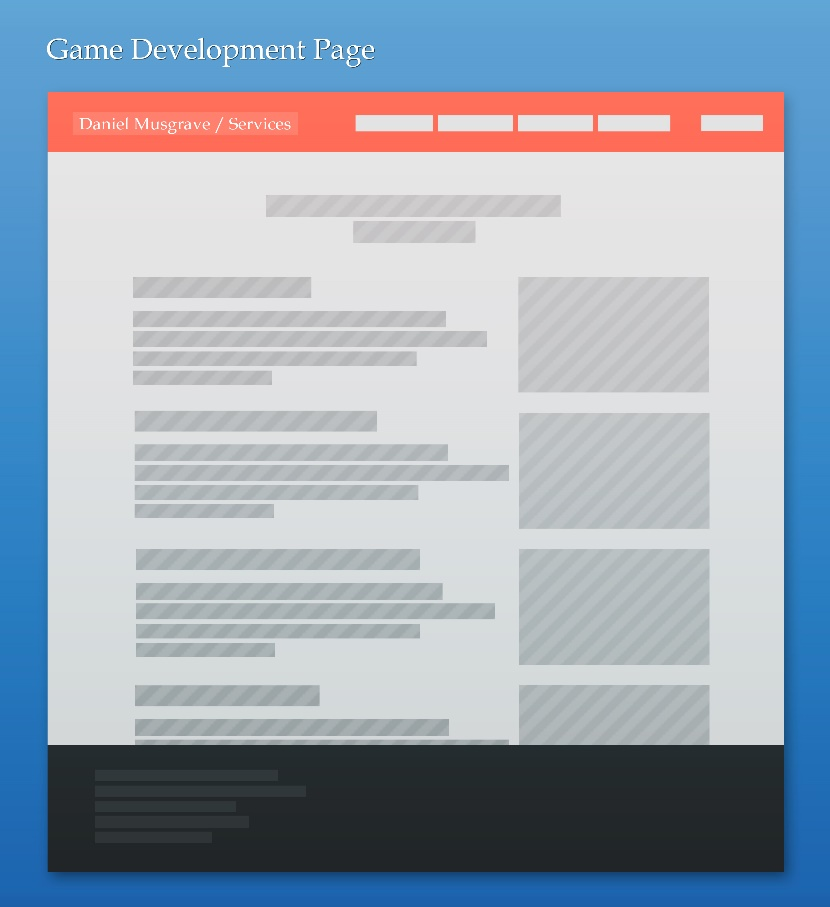 Game Development Page
Daniel Musgrave / Services